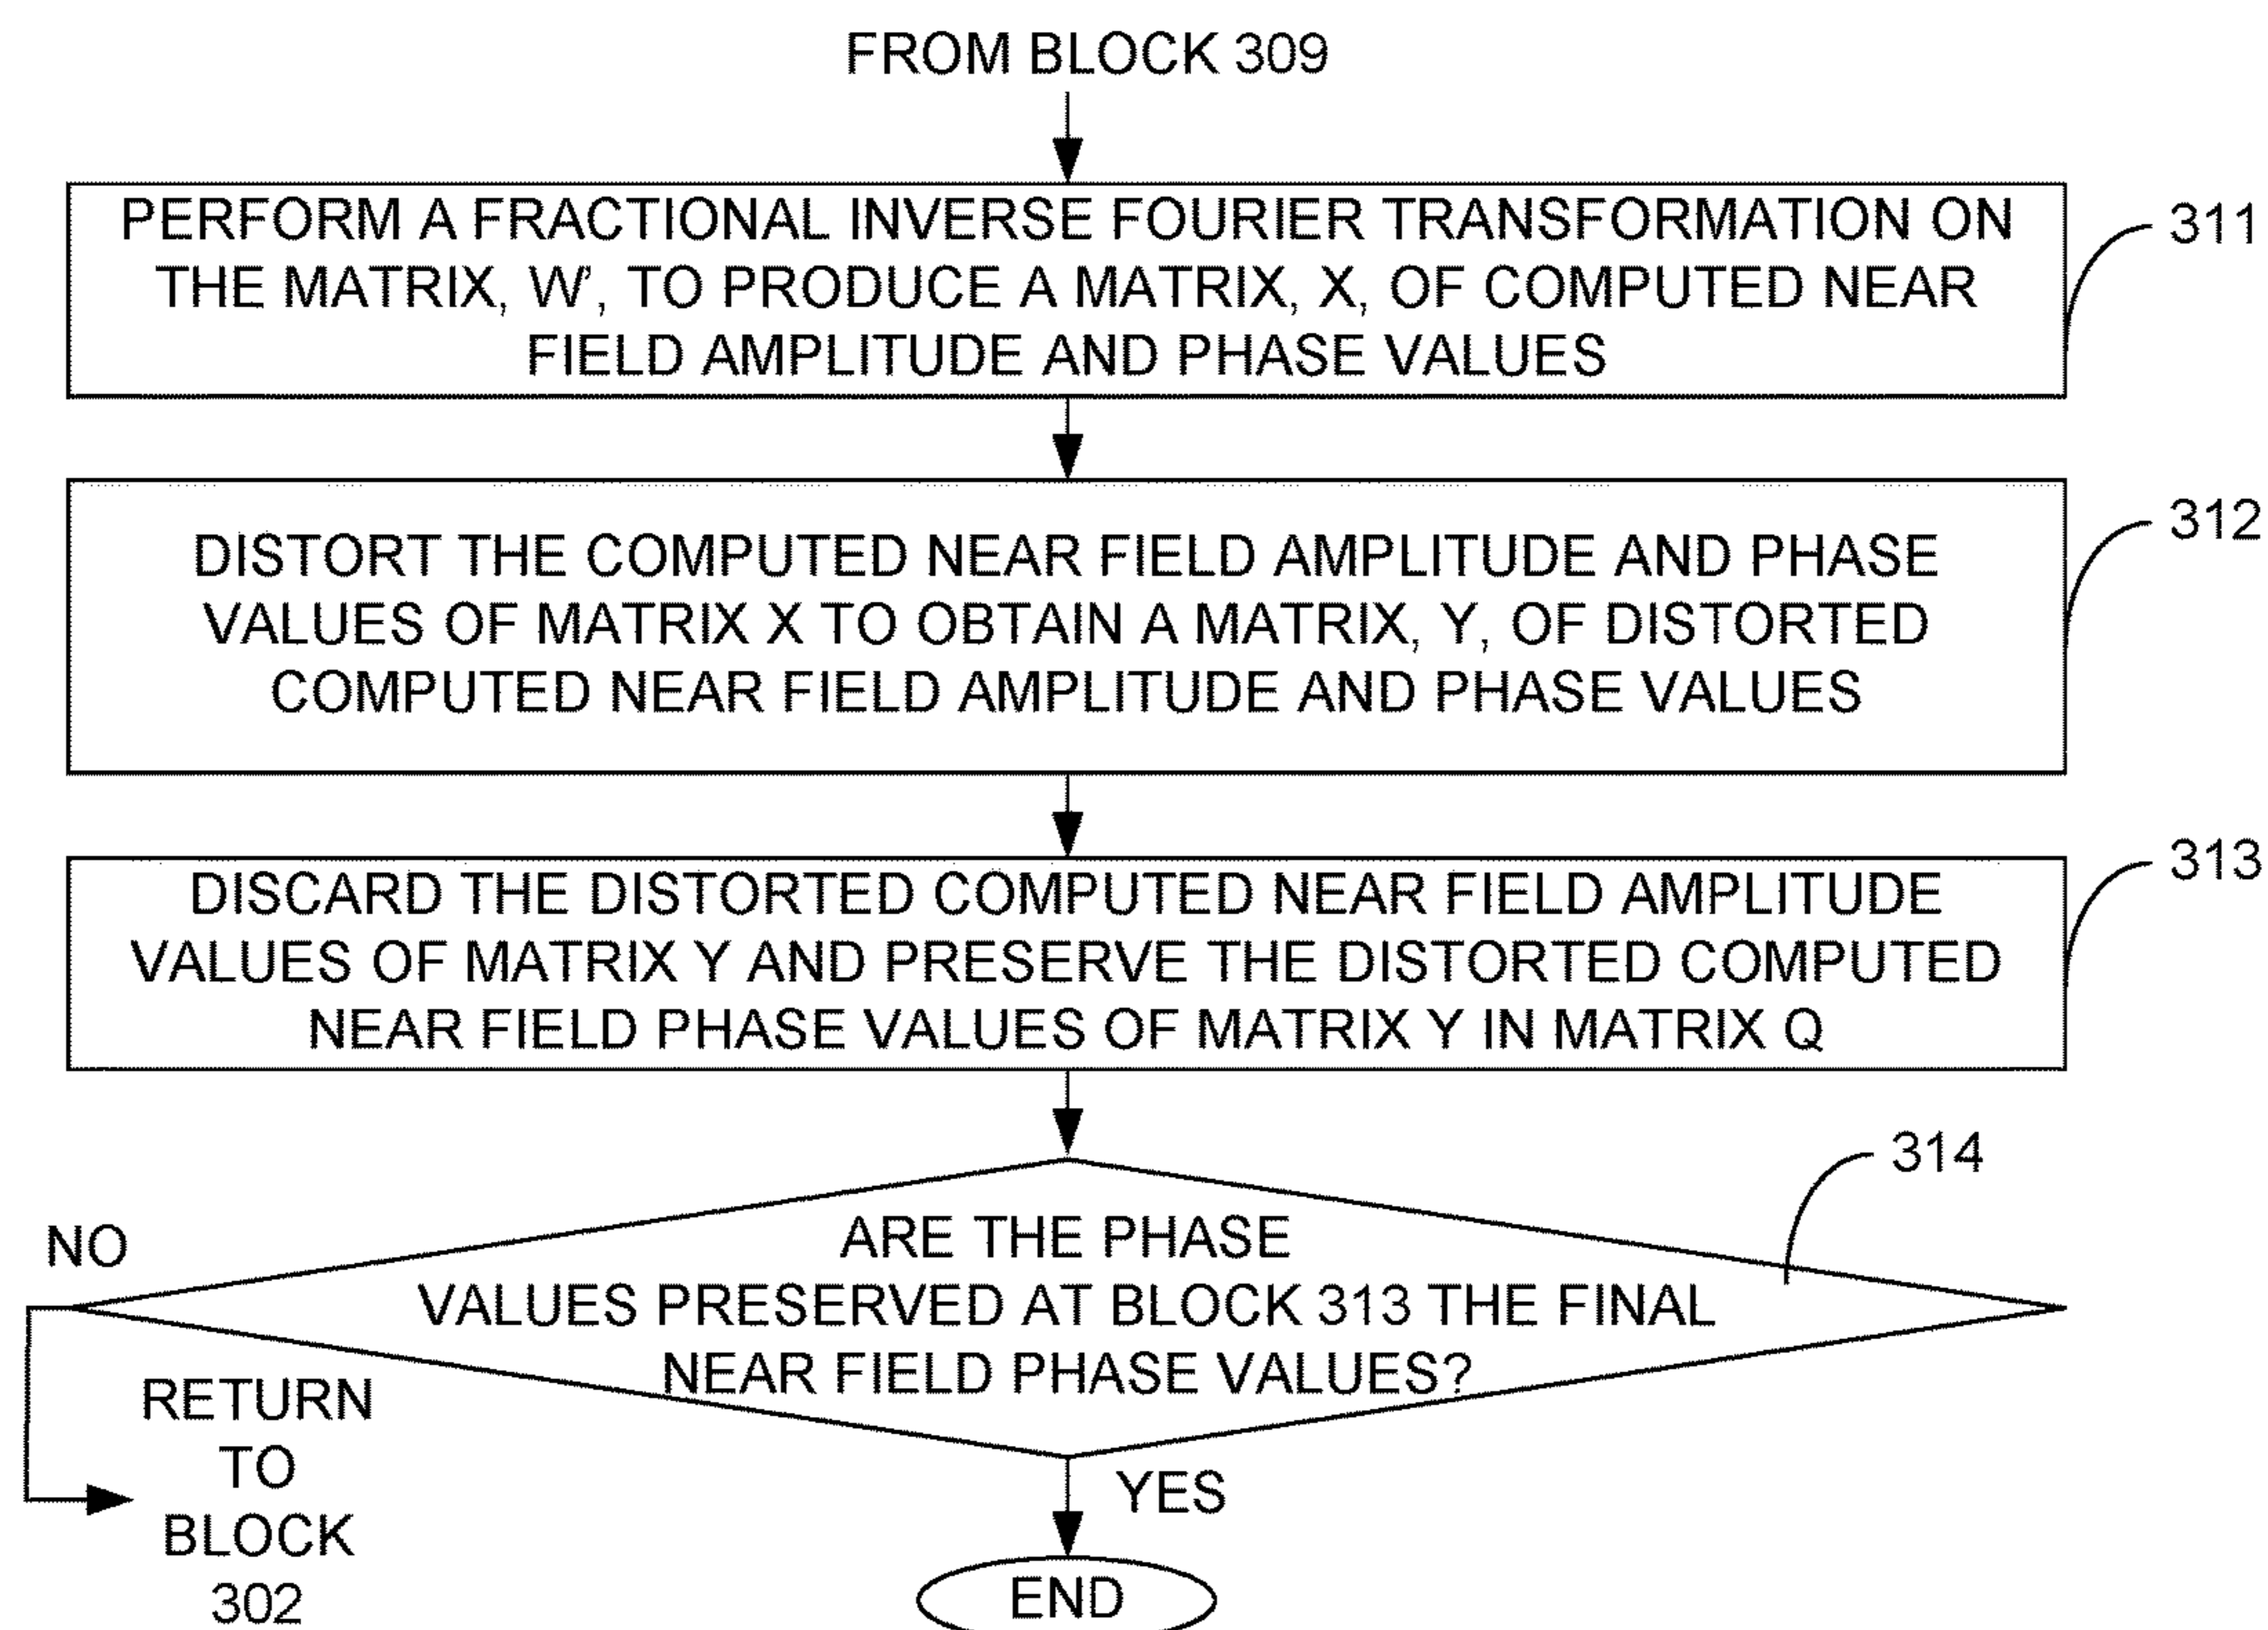 FROM BLOCK 309
PERFORM A FRACTIONAL INVERSE FOURIER TRANSFORMATION ON
THE MATRIX, W', TO PRODUCE A MATRIX, X, OF COMPUTED NEAR
FIELD AMPLITUDE AND PHASE VALUES
311
DISTORT THE COMPUTED NEAR FIELD AMPLITUDE AND PHASE
VALUES OF MATRIX X TO OBTAIN A MATRIX, Y, OF DISTORTED
COMPUTED NEAR FIELD AMPLITUDE AND PHASE VALUES
312
DISCARD THE DISTORTED COMPUTED NEAR FIELD AMPLITUDE
VALUES OF MATRIX Y AND PRESERVE THE DISTORTED COMPUTED
NEAR FIELD PHASE VALUES OF MATRIX Y IN MATRIX Q
313
314
ARE THE PHASE
VALUES PRESERVED AT BLOCK 313 THE FINAL
NEAR FIELD PHASE VALUES?
NO
RETURN
TO
BLOCK
302
YES
END